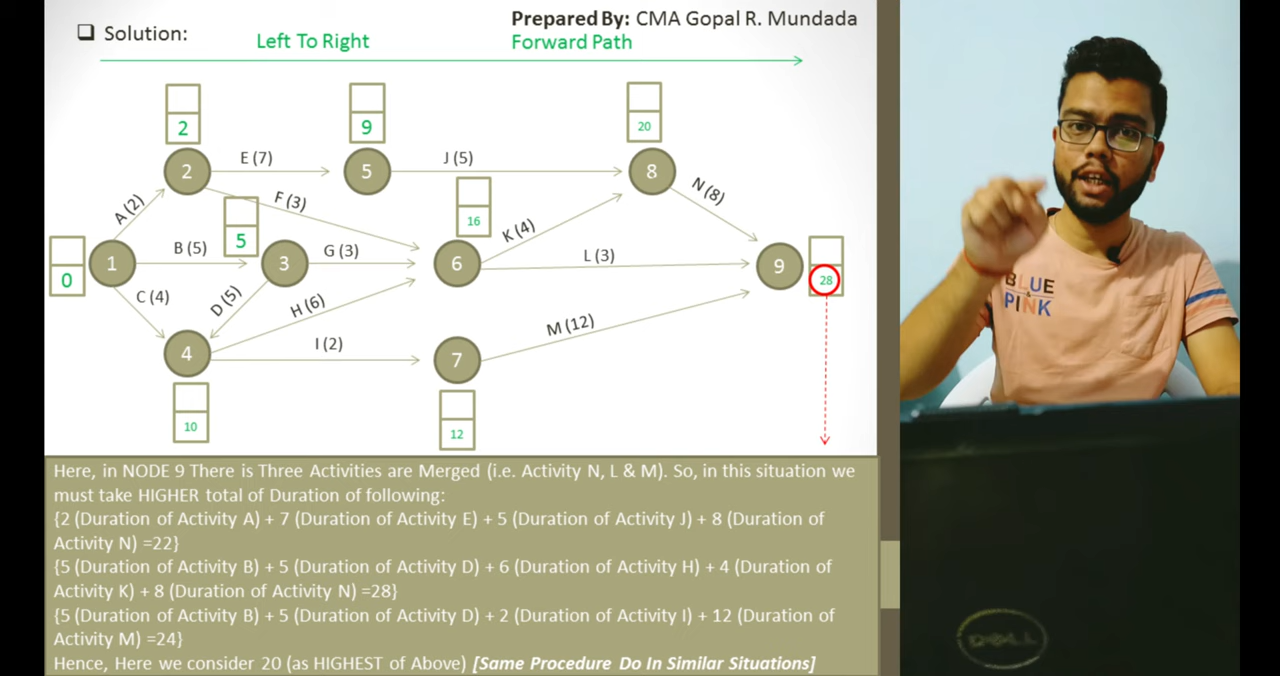 ❑ Solution:
Prepared By: CMA Gopal R. Mundada
Left To Right
Forward Path
2
9
20
2
E (7)
5
J (5)
8
A (2)
F (3)
N (8)
5
16
K (4)
B (5)
G (3)
L (3)
0
1
3
6
9
28
C (4)
D (5)
H (6)
M (12)
4
I (2)
7
10
12
Here, in NODE 9 There is Three Activities are Merged (i.e. Activity N, L & M). So, in this situation we
must take HIGHER total of Duration of following:
{2 (Duration of Activity A) + 7 (Duration of Activity E) + 5 (Duration of Activity J) + 8 (Duration of
Activity N) =22}
{5 (Duration of Activity B) + 5 (Duration of Activity D) + 6 (Duration of Activity H) + 4 (Duration of
Activity K) + 8 (Duration of Activity N) =28}
{5 (Duration of Activity B) + 5 (Duration of Activity D) + 2 (Duration of Activity I) + 12 (Duration of
Activity M) =24}
Hence, Here we consider 20 (as HIGHEST of Above) [Same Procedure Do In Similar Situations]
BLUE
&
PINK
DELL